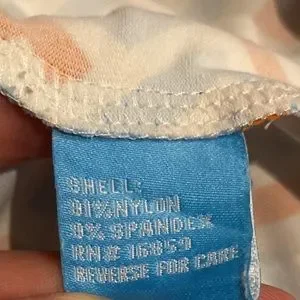 SHELL:
91%NYLON
9% SPANDEX
RN# 16859
REVERSE FOR CARE